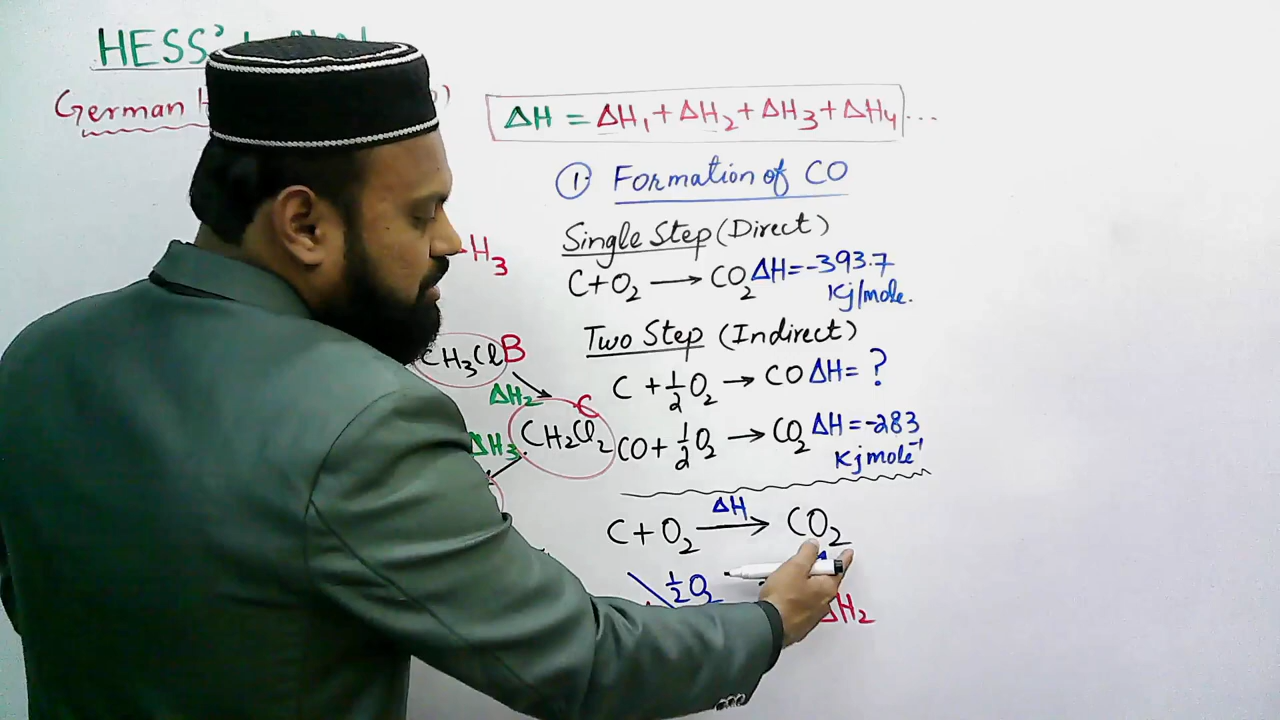 HESS'
German
ΔH = ΔH₁ + ΔH₂ + ΔH₃ + ΔH₄ ...
① Formation of CO
Single Step (Direct)
C + O₂ → CO₂ ΔH = -393.7
Kj/mole.
Two Step (Indirect)
C + ½O₂ → CO ΔH = ?
CO + ½O₂ → CO₂ ΔH = -283
Kj mole⁻¹
C + O₂ ΔH → CO₂
½O₂
ΔH₂
H₃
CH₃Cl B
ΔH₂ C
CH₂Cl₂
ΔH₃